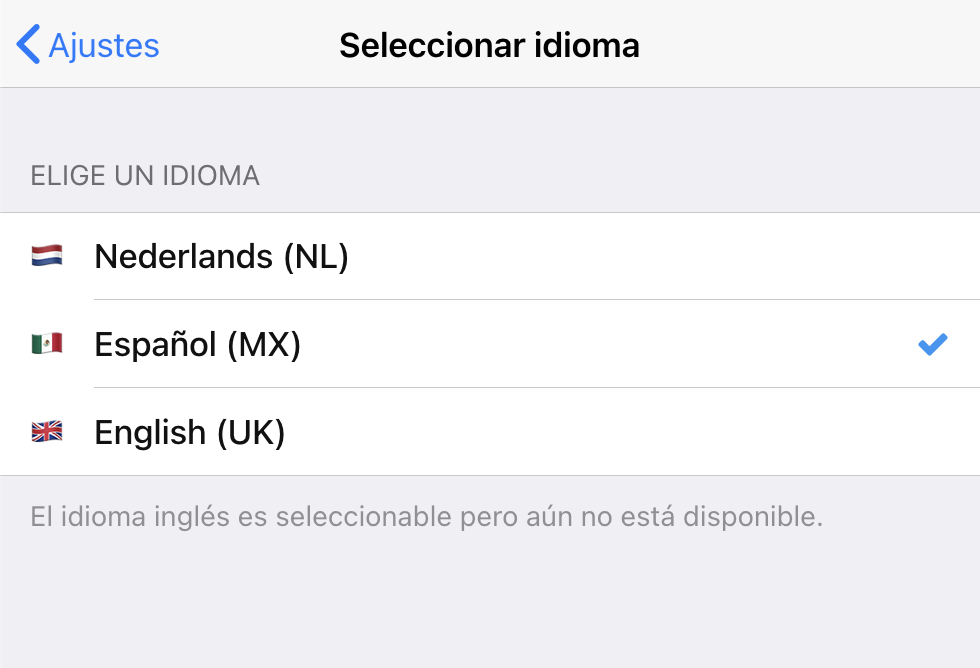 Ajustes
Seleccionar idioma
ELIGE UN IDIOMA
Nederlands (NL)
Español (MX)
English (UK)
El idioma inglés es seleccionable pero aún no está disponible.